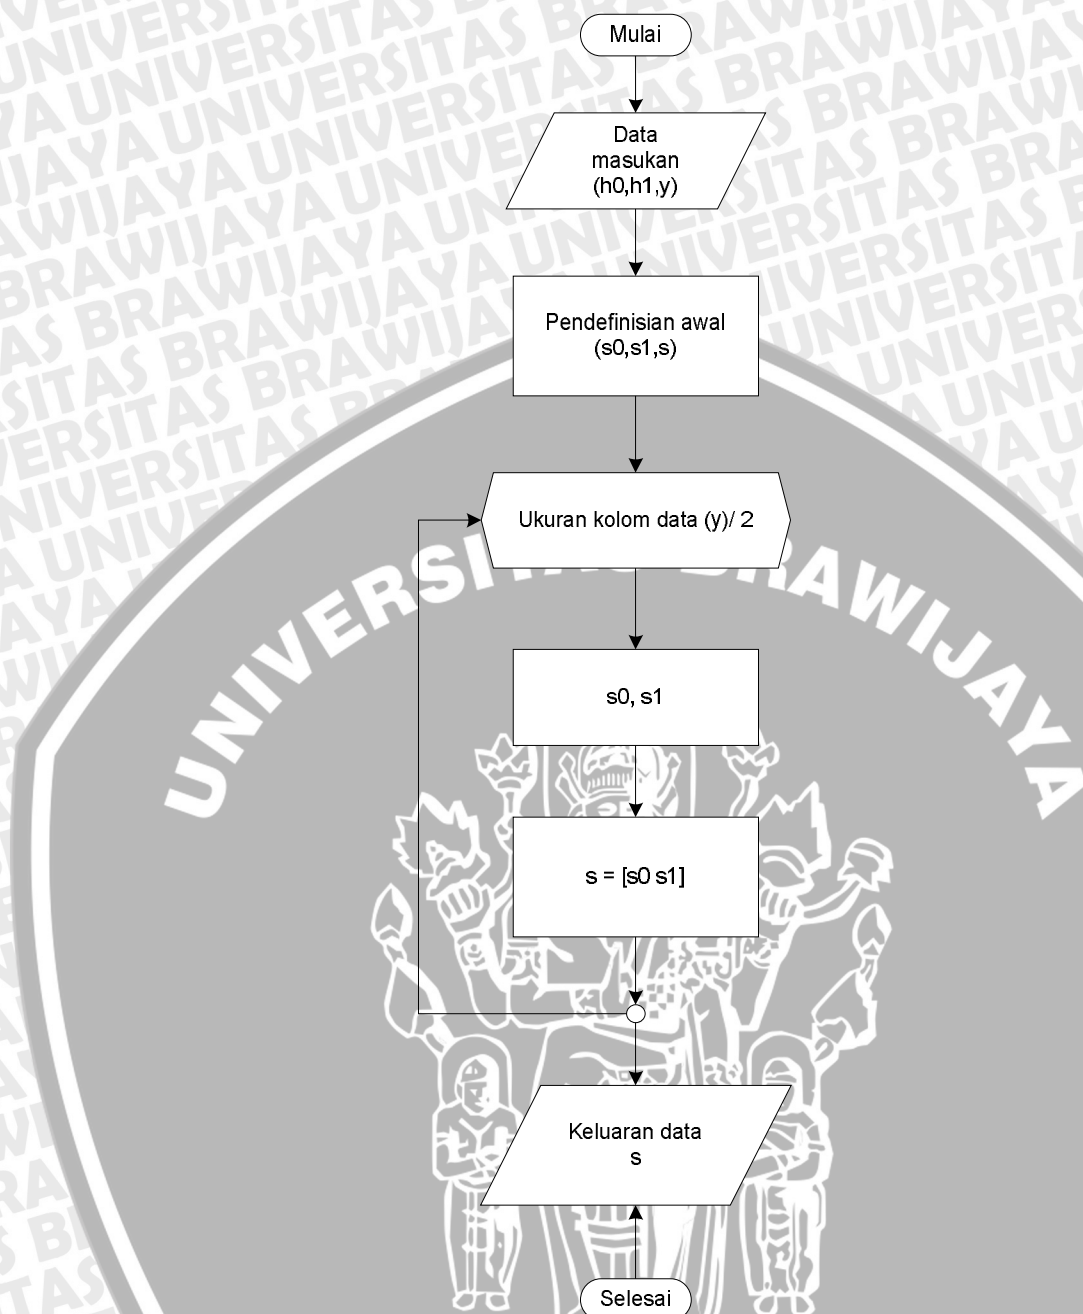 Mulai
Data
masukan
(h0,h1,y)
Pendefinisian awal
(s0,s1,s)
Ukuran kolom data (y)/ 2
UNIVERSITAS BRAWIJAYA
s0, s1
s = [s0 s1]
Keluaran data
s
Selesai